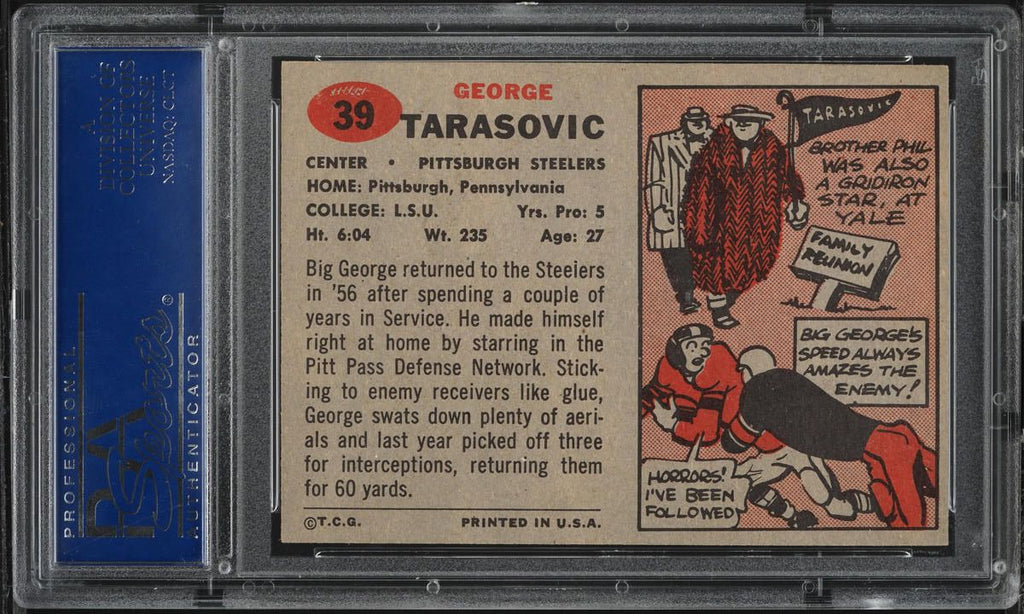 A
DIVISION OF
COLLECTORS
UNIVERSE
NASDAQ: CLCT
PROFESSIONAL
PSA
Sports®
AUTHENTICATOR
39
GEORGE
TARASOVIC
CENTER • PITTSBURGH STEELERS
HOME: Pittsburgh, Pennsylvania
COLLEGE: L.S.U. Yrs. Pro: 5
Ht. 6:04 Wt. 235 Age: 27
Big George returned to the Steelers
in '56 after spending a couple of
years in Service. He made himself
right at home by starring in the
Pitt Pass Defense Network. Stick-
ing to enemy receivers like glue,
George swats down plenty of aeri-
als and last year picked off three
for interceptions, returning them
for 60 yards.
©T.C.G. PRINTED IN U.S.A.
TARASOVIC
BROTHER PHIL
WAS ALSO
A GRIDIRON
STAR, AT
YALE
FAMILY
REUNION
BIG GEORGE'S
SPEED ALWAYS
AMAZES THE
ENEMY!
HORRORS!
I'VE BEEN
FOLLOWED